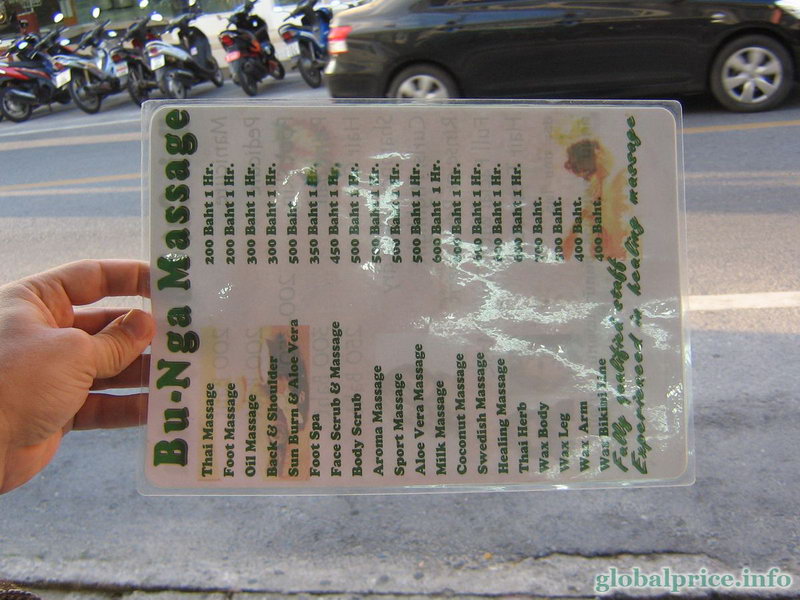 Bu-Nga Massage
Thai Massage 200 Baht 1 Hr.
Foot Massage 200 Baht 1 Hr.
Oil Massage 300 Baht 1 Hr.
Back & Shoulder 300 Baht 1 Hr.
Sun Burn & Aloe Vera 500 Baht 1 Hr.
Foot Spa 350 Baht 1 Hr.
Face Scrub & Massage 450 Baht 1 Hr.
Body Scrub 500 Baht 1 Hr.
Aroma Massage 500 Baht 1 Hr.
Sport Massage 500 Baht 1 Hr.
Aloe Vera Massage 500 Baht 1 Hr.
Milk Massage 600 Baht 1 Hr.
Coconut Massage Baht 1 Hr.
Swedish Massage Baht 1 Hr.
Healing Massage Baht 1 Hr.
Thai Herb Baht 1 Hr.
Wax Body Baht.
Wax Leg Baht.
Wax Arm 400 Baht.
Wax Bikini Line 400 Baht.
Fully qualified staff
Experienced in healing massage
globalprice.info